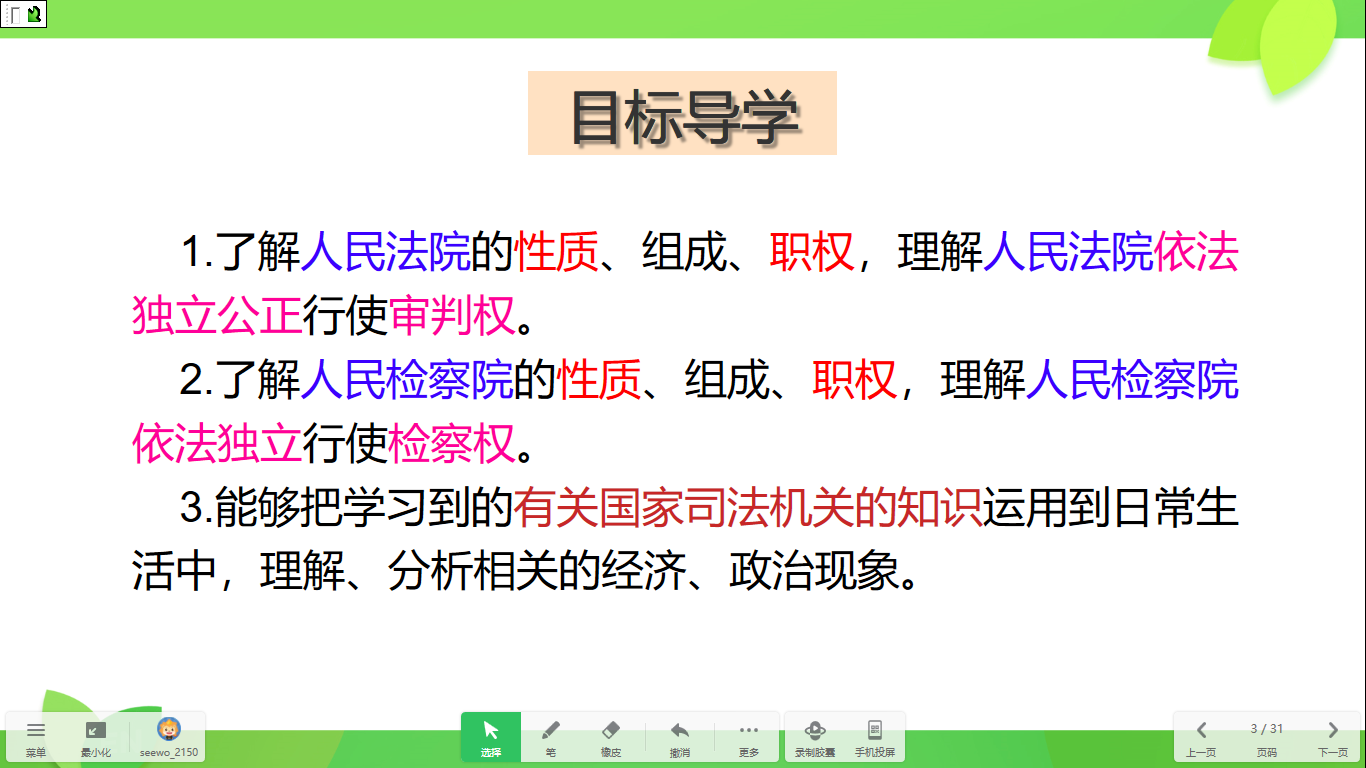 目标导学
1.了解人民法院的性质、组成、职权，理解人民法院依法
独立公正行使审判权。
2.了解人民检察院的性质、组成、职权，理解人民检察院
依法独立行使检察权。
3.能够把学习到的有关国家司法机关的知识运用到日常生
活中，理解、分析相关的经济、政治现象。
菜单 最小化 seewo_2150 选择 笔 橡皮 撤消 更多 录制胶囊 手机投屏 上一页 3 / 31 页码 下一页